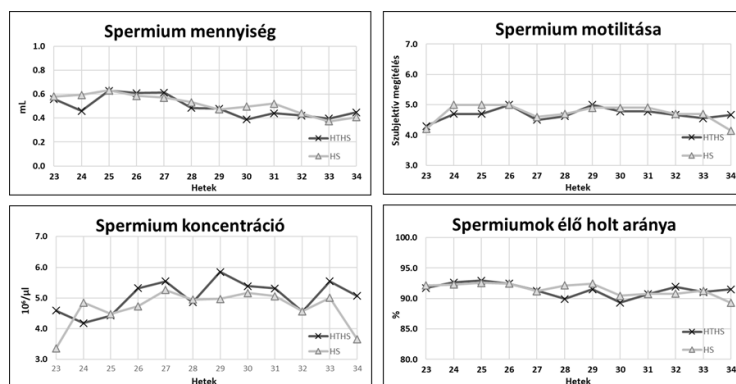 Spermium mennyiség
1.0
0.8
0.6
0.4
0.2
0.0
mL
23 24 25 26 27 28 29 30 31 32 33 34
Hetek
HTHS
HS
Spermium motilitása
7.0
6.0
5.0
4.0
3.0
Szubjektív megítélés
23 24 25 26 27 28 29 30 31 32 33 34
Hetek
HTHS
HS
Spermium koncentráció
7.0
6.0
5.0
4.0
3.0
10⁶/µl
23 24 25 26 27 28 29 30 31 32 33 34
Hetek
HTHS
HS
Spermiumok élő holt aránya
100.0
95.0
90.0
85.0
80.0
%
23 24 25 26 27 28 29 30 31 32 33 34
Hetek
HTHS
HS